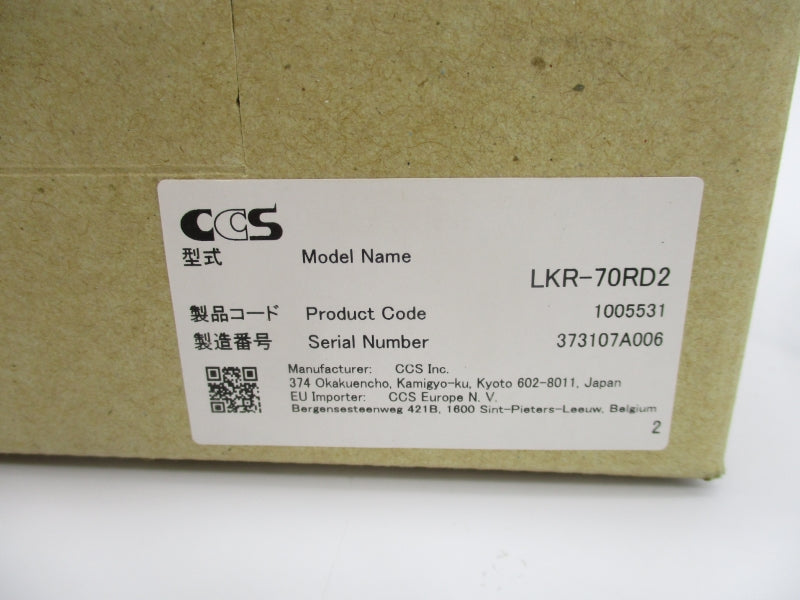 CCS
型式 Model Name
LKR-70RD2
製品コード Product Code 1005531
製造番号 Serial Number 373107A006
Manufacturer: CCS Inc.
374 Okakuencho, Kamigyo-ku, Kyoto 602-8011, Japan
EU Importer: CCS Europe N. V.
Bergensesteenweg 421B, 1600 Sint-Pieters-Leeuw, Belgium
2